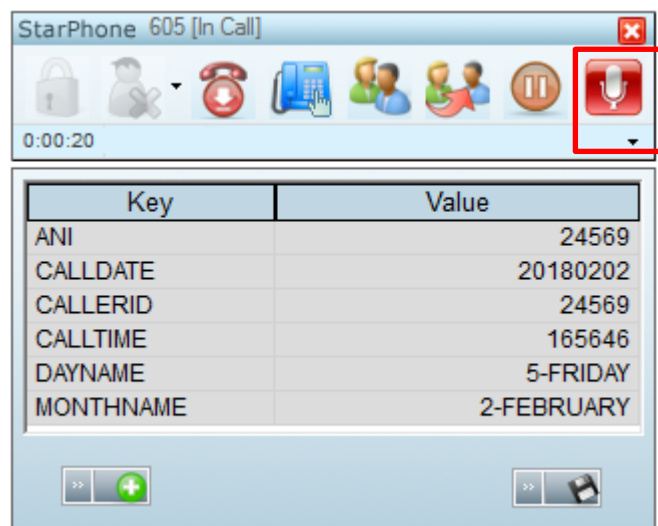 StarPhone 605 [In Call]
0:00:20
Key Value
ANI 24569
CALLDATE 20180202
CALLERID 24569
CALLTIME 165646
DAYNAME 5-FRIDAY
MONTHNAME 2-FEBRUARY